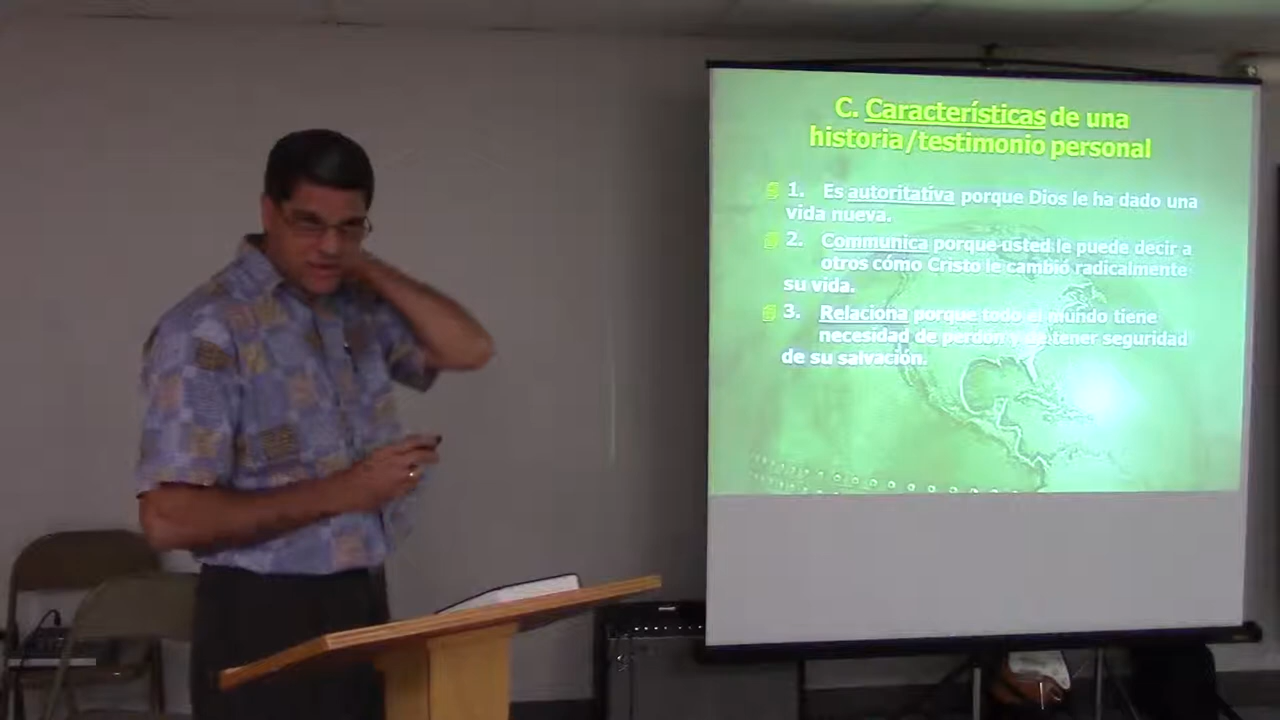 C. Características de una
historia/testimonio personal
1. Es autoritativa porque Dios le ha dado una
vida nueva.
2. Communica porque usted le puede decir a
otros cómo Cristo le cambió radicalmente
su vida.
3. Relaciona porque todo el mundo tiene
necesidad de perdón y de tener seguridad
de su salvación.